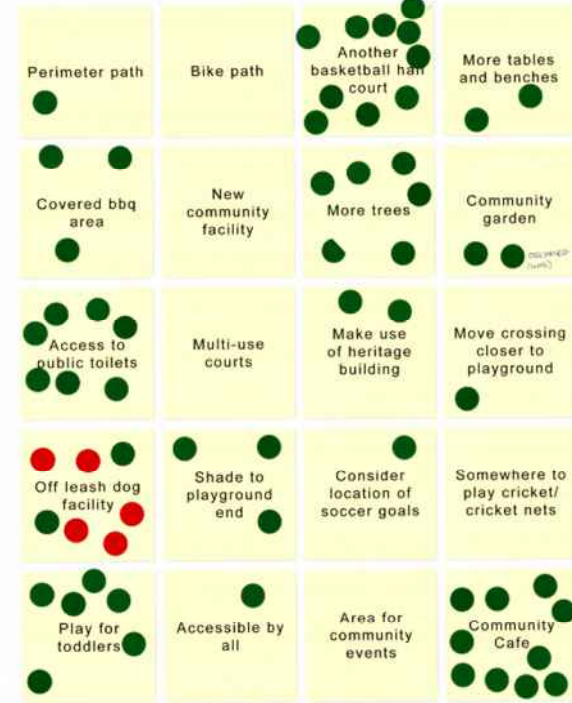 Perimeter path
Bike path
Another
basketball half
court
More tables
and benches
Covered bbq
area
New
community
facility
More trees
Community
garden
Access to
public toilets
Multi-use
courts
Make use
of heritage
building
Move crossing
closer to
playground
Off leash dog
facility
Shade to
playground
end
Consider
location of
soccer goals
Somewhere to
play cricket/
cricket nets
Play for
toddlers
Accessible by
all
Area for
community
events
Community
Cafe